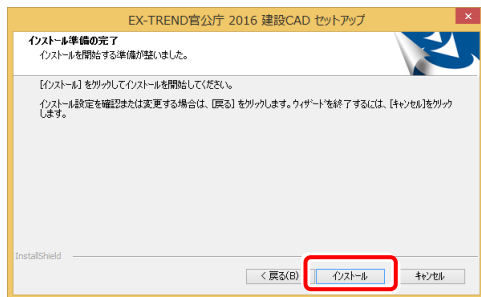 EX-TREND官公庁 2016 建設CAD セットアップ
インストール準備の完了
インストールを開始する準備が整いました。
[インストール] をクリックしてインストールを開始してください。
インストール設定を確認または変更する場合は、[戻る] をクリックします。ウィザードを終了するには、[キャンセル]をクリック
します。
InstallShield
< 戻る(B)
インストール
キャンセル